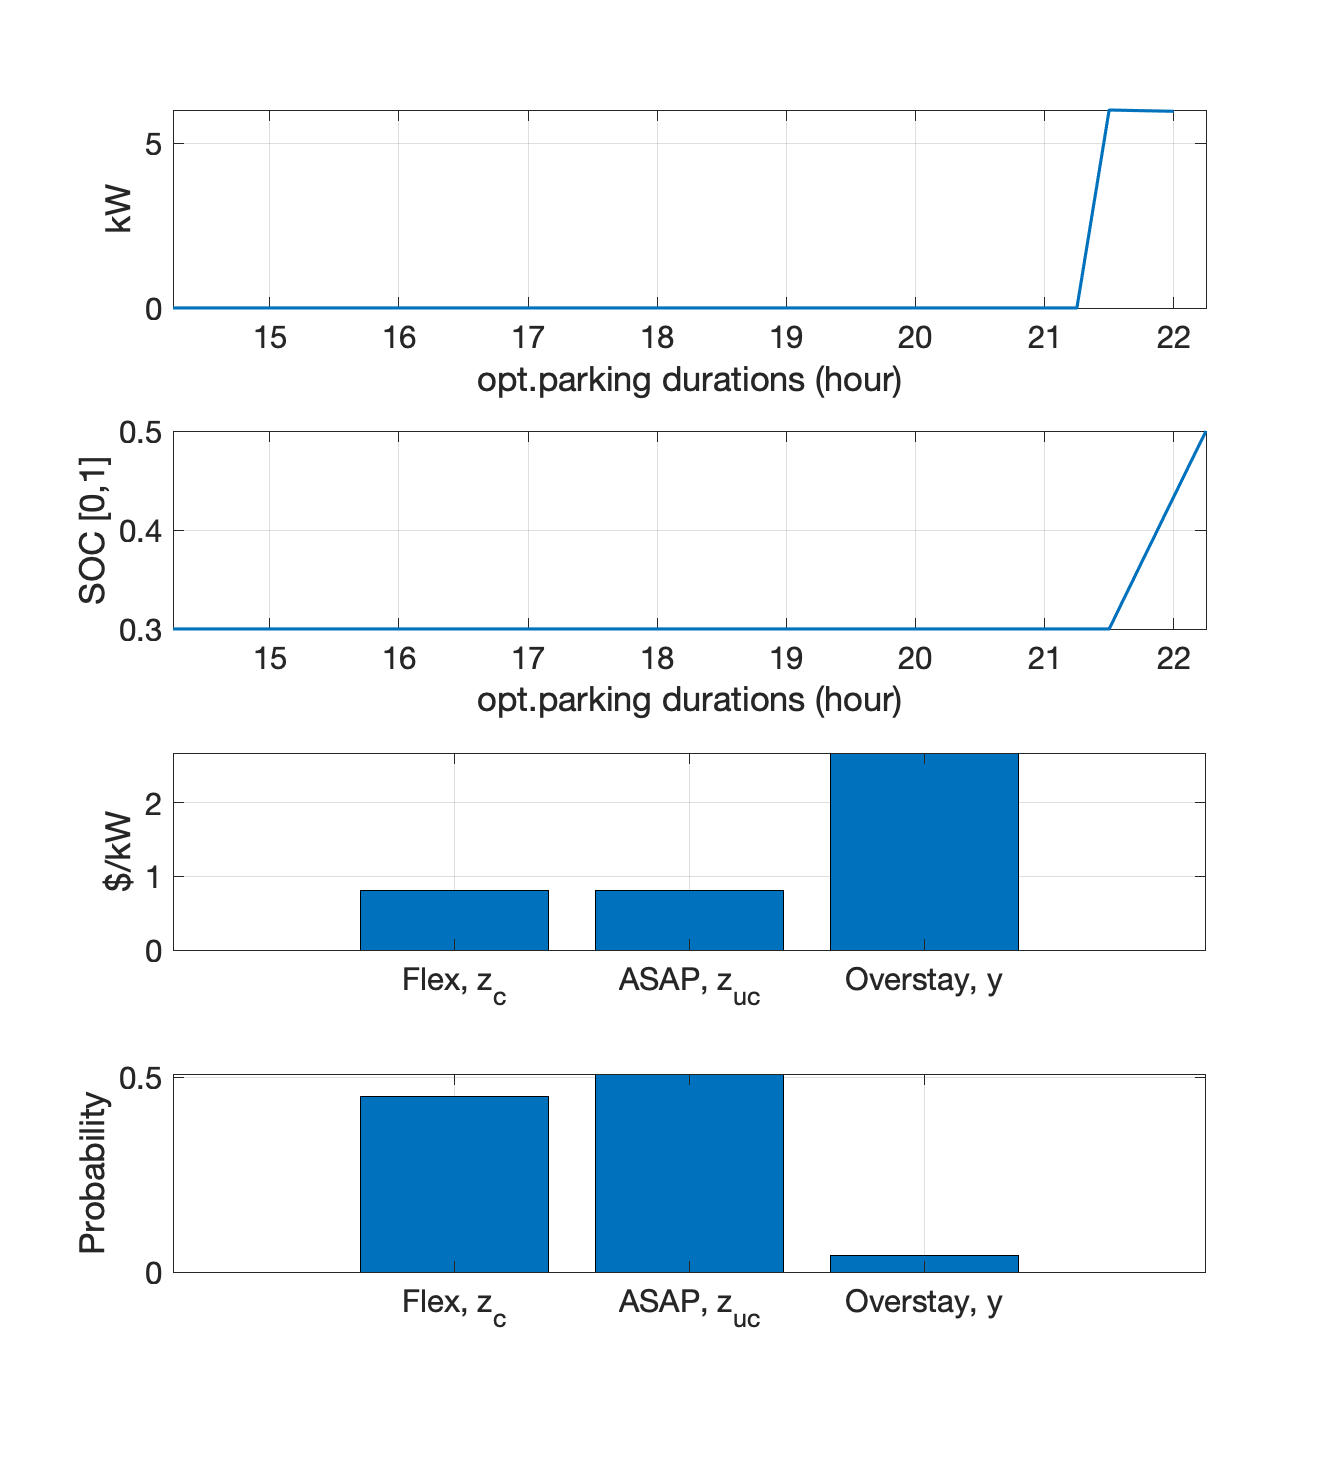 kW
5
0
15 16 17 18 19 20 21 22
opt.parking durations (hour)
SOC [0,1]
0.5
0.4
0.3
15 16 17 18 19 20 21 22
opt.parking durations (hour)
$/kW
2
1
0
Flex, z_c ASAP, z_uc Overstay, y
Probability
0.5
0
Flex, z_c ASAP, z_uc Overstay, y